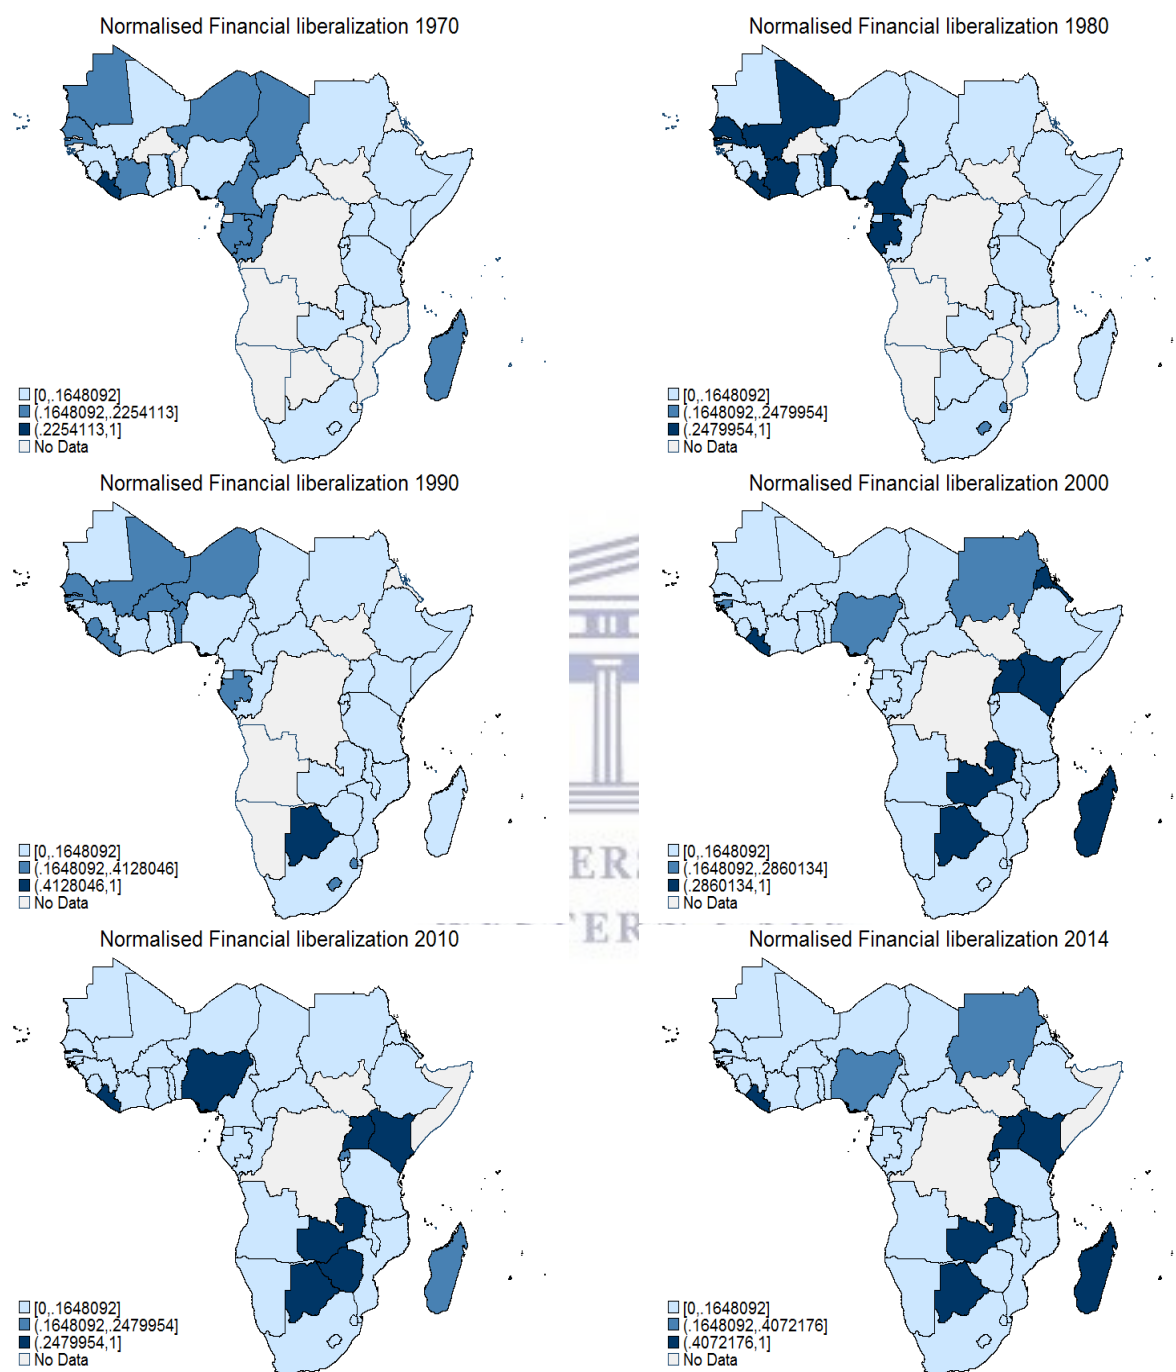 Normalised Financial liberalization 1970
[0,.1648092]
(.1648092,.2254113]
(.2254113,1]
No Data
Normalised Financial liberalization 1980
[0,.1648092]
(.1648092,.2479954]
(.2479954,1]
No Data
Normalised Financial liberalization 1990
[0,.1648092]
(.1648092,.4128046]
(.4128046,1]
No Data
Normalised Financial liberalization 2000
[0,.1648092]
(.1648092,.2860134]
(.2860134,1]
No Data
Normalised Financial liberalization 2010
[0,.1648092]
(.1648092,.2479954]
(.2479954,1]
No Data
Normalised Financial liberalization 2014
[0,.1648092]
(.1648092,.4072176]
(.4072176,1]
No Data